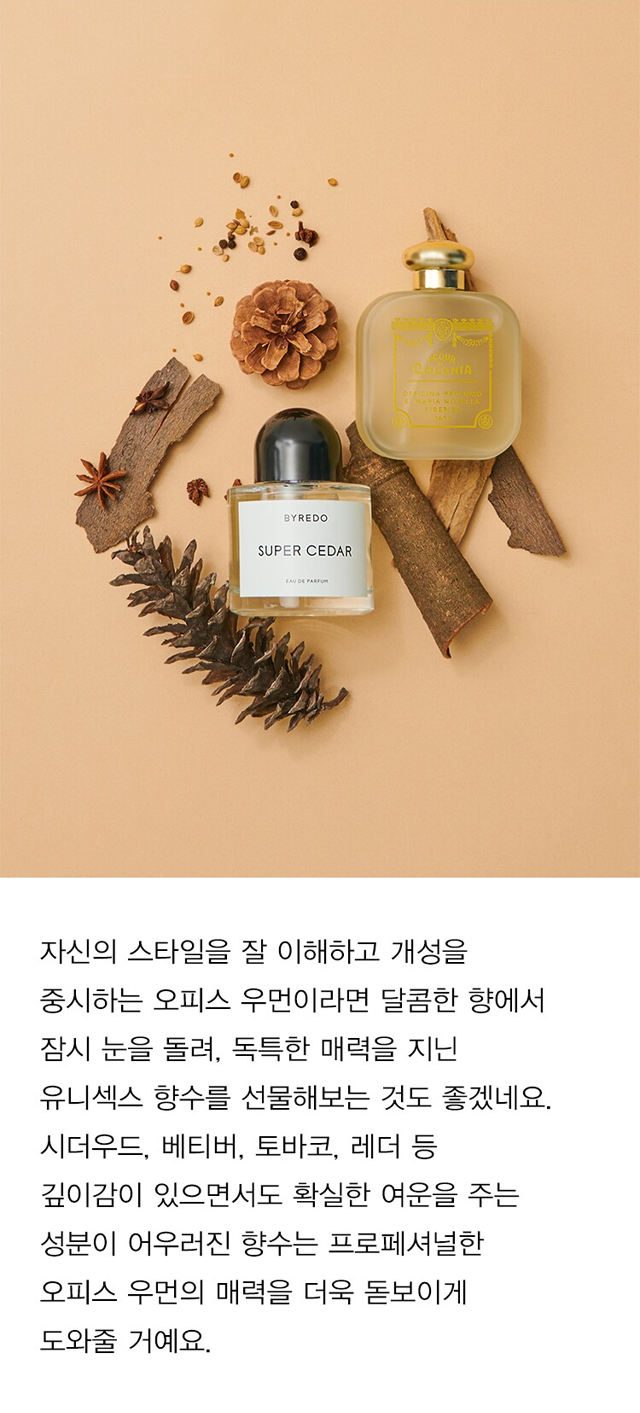 ACQUA
COLONIA
OFFICINA PROFUMO
S. MARIA NOVELLA
FIRENZE
BYREDO
SUPER CEDAR
EAU DE PARFUM
자신의 스타일을 잘 이해하고 개성을
중시하는 오피스 우먼이라면 달콤한 향에서
잠시 눈을 돌려, 독특한 매력을 지닌
유니섹스 향수를 선물해보는 것도 좋겠네요.
시더우드, 베티버, 토바코, 레더 등
깊이감이 있으면서도 확실한 여운을 주는
성분이 어우러진 향수는 프로페셔널한
오피스 우먼의 매력을 더욱 돋보이게
도와줄 거예요.